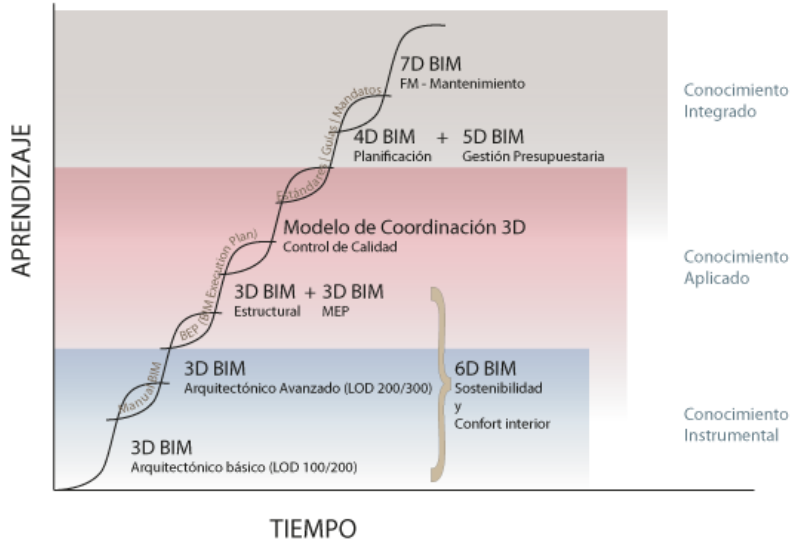 7D BIM
FM - Mantenimiento
Conocimiento
Integrado
Estándares | Guías | Mandatos
4D BIM + 5D BIM
Planificación Gestión Presupuestaria
APRENDIZAJE
Modelo de Coordinación 3D
Control de Calidad
Conocimiento
Aplicado
BEP (BIM Execution Plan)
3D BIM + 3D BIM
Estructural MEP
3D BIM
Arquitectónico Avanzado (LOD 200/300)
6D BIM
Sostenibilidad
y
Confort interior
Manual BIM
Conocimiento
Instrumental
3D BIM
Arquitectónico básico (LOD 100/200)
TIEMPO